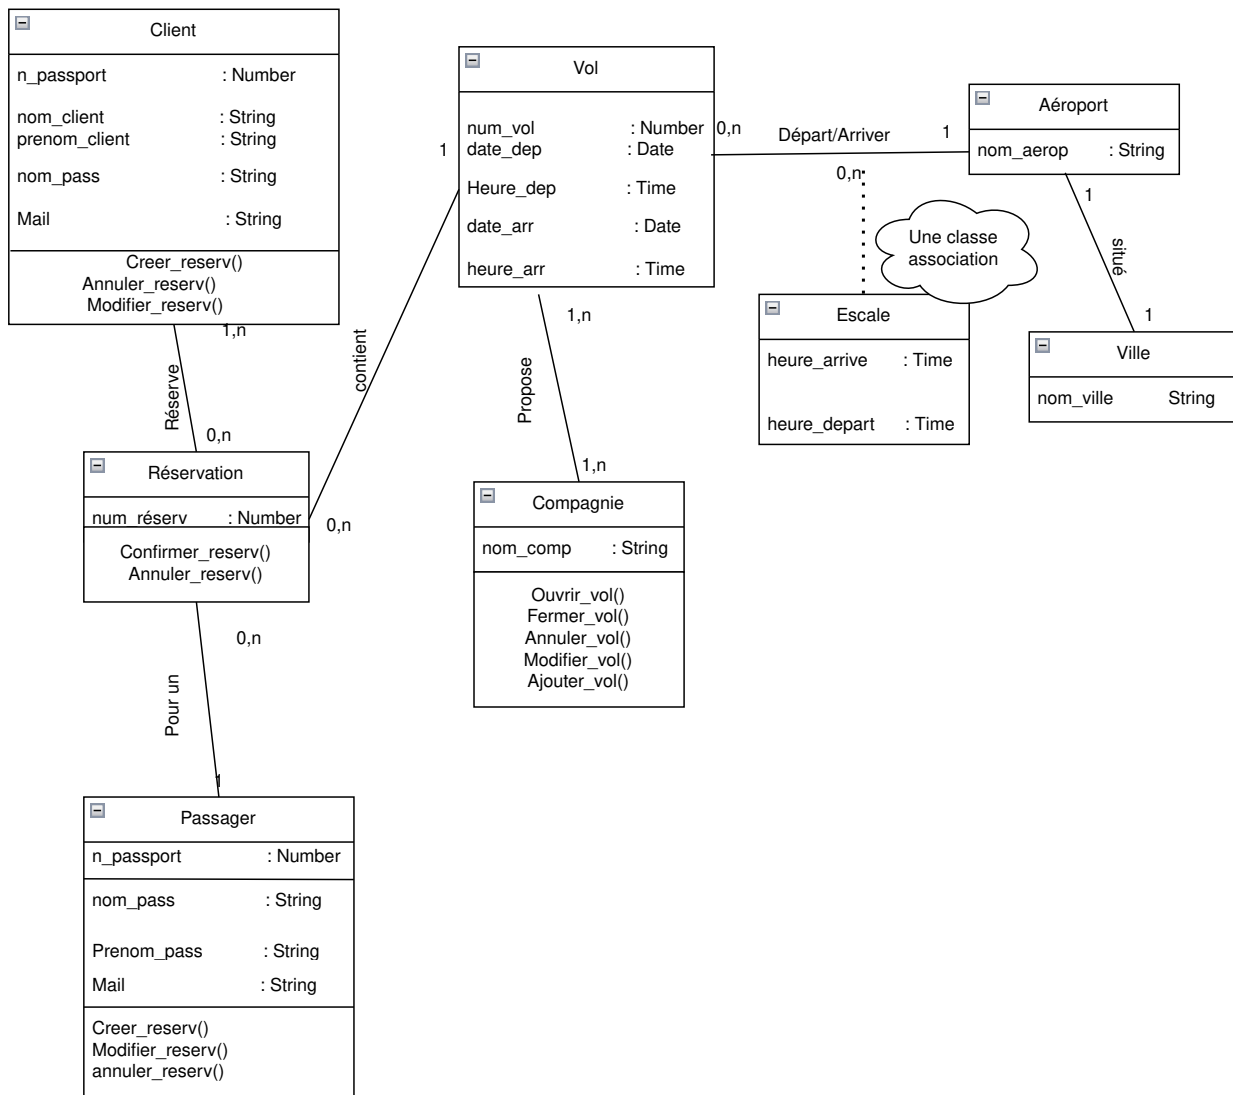 Client
n_passport : Number
nom_client : String
prenom_client : String
nom_pass : String
Mail : String
Creer_reserv()
Annuler_reserv()
Modifier_reserv()
1,n
Réserve
0,n
Réservation
num_réserv : Number
Confirmer_reserv()
Annuler_reserv()
0,n
Pour un
1
Passager
n_passport : Number
nom_pass : String
Prenom_pass : String
Mail : String
Creer_reserv()
Modifier_reserv()
annuler_reserv()
1
contient
0,n
Vol
num_vol : Number
date_dep : Date
Heure_dep : Time
date_arr : Date
heure_arr : Time
1,n
Propose
1,n
Compagnie
nom_comp : String
Ouvrir_vol()
Fermer_vol()
Annuler_vol()
Modifier_vol()
Ajouter_vol()
0,n
Départ/Arriver
1
0,n
Une classe
association
Escale
heure_arrive : Time
heure_depart : Time
Aéroport
nom_aerop : String
1
situé
1
Ville
nom_ville String